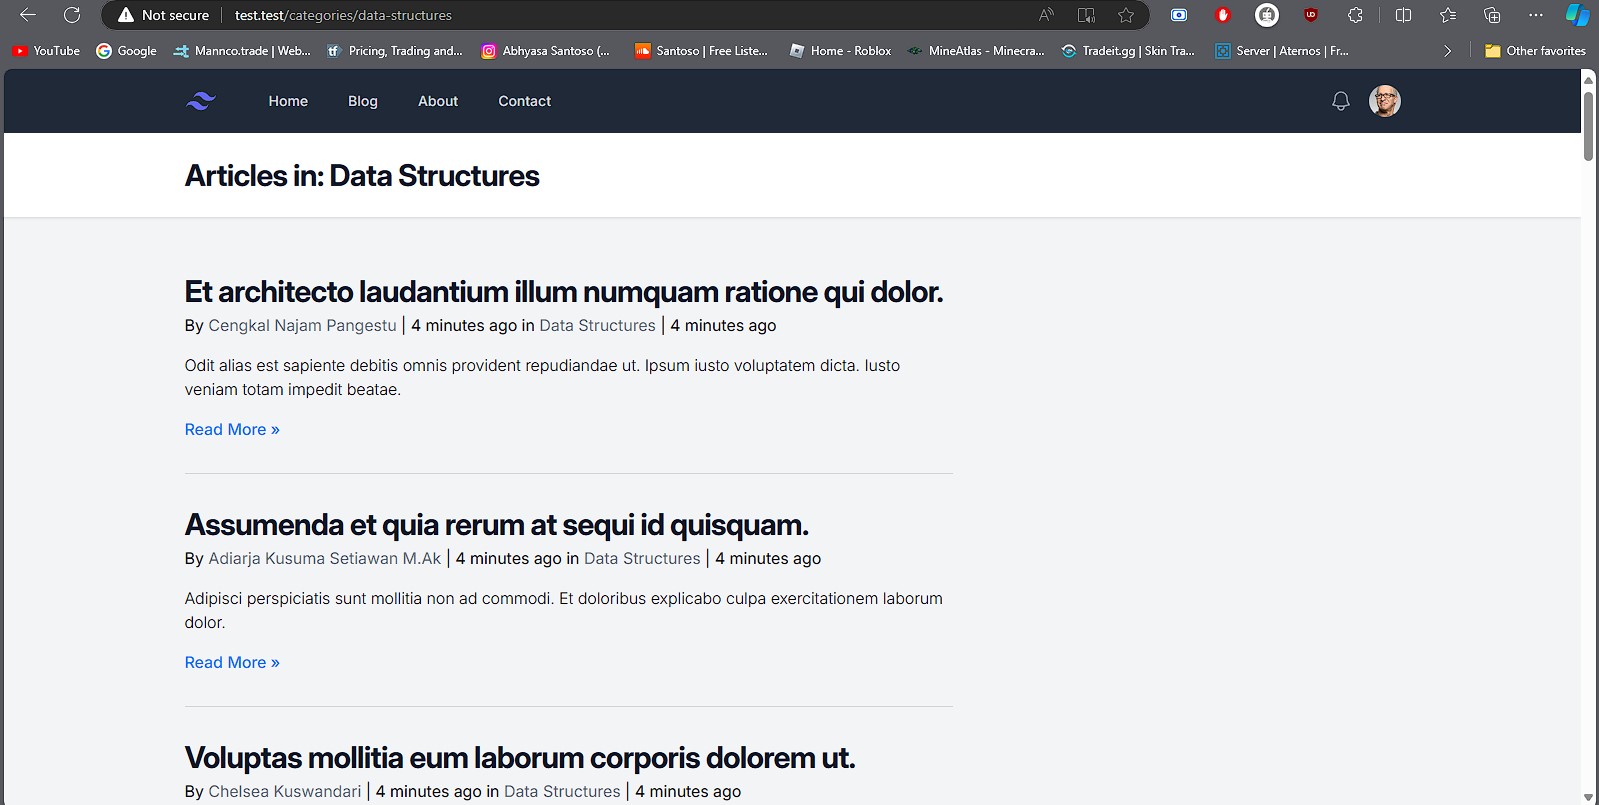 Not secure
test.test/categories/data-structures
YouTube
Google
Mannco.trade | Web...
Pricing, Trading and...
Abhyasa Santoso (...
Santoso | Free Liste...
Home - Roblox
MineAtlas - Minecra...
Tradeit.gg | Skin Tra...
Server | Aternos | Fr...
Other favorites
Home
Blog
About
Contact
Articles in: Data Structures
Et architecto laudantium illum numquam ratione qui dolor.
By Cengkal Najam Pangestu | 4 minutes ago in Data Structures | 4 minutes ago
Odit alias est sapiente debitis omnis provident repudiandae ut. Ipsum iusto voluptatem dicta. Iusto
veniam totam impedit beatae.
Read More »
Assumenda et quia rerum at sequi id quisquam.
By Adiarja Kusuma Setiawan M.Ak | 4 minutes ago in Data Structures | 4 minutes ago
Adipisci perspiciatis sunt mollitia non ad commodi. Et doloribus explicabo culpa exercitationem laborum
dolor.
Read More »
Voluptas mollitia eum laborum corporis dolorem ut.
By Chelsea Kuswandari | 4 minutes ago in Data Structures | 4 minutes ago